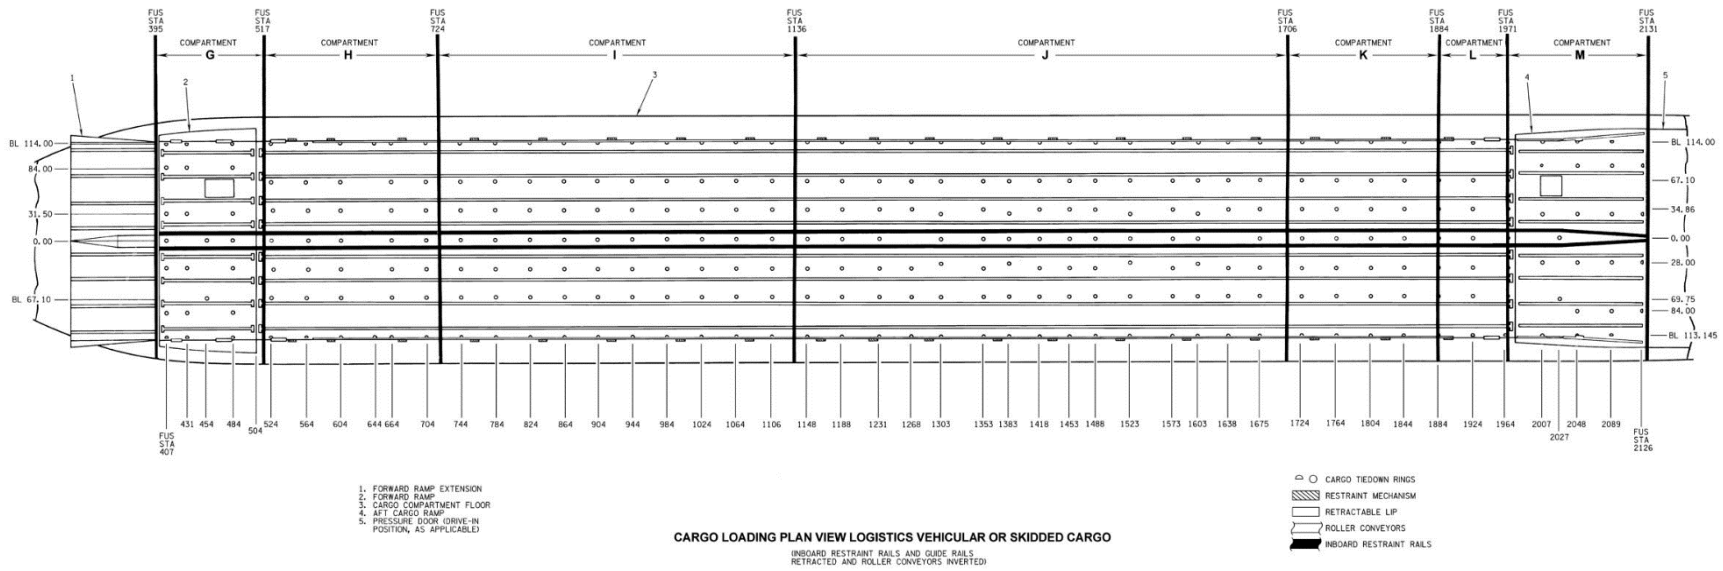 FUS FUS FUS FUS FUS FUS FUS FUS
STA STA STA STA STA STA STA STA
395 517 724 1136 1706 1884 1971 2131
COMPARTMENT COMPARTMENT COMPARTMENT COMPARTMENT COMPARTMENT COMPARTMENT COMPARTMENT
G H I J K L M
1 2 3 4 5
BL 114.00 BL 114.00
84.00 67.10
31.50 34.86
0.00 0.00
28.00
BL 67.10 69.75
84.00
BL 113.145
431 454 484 504 524 564 604 644 664 704 744 784 824 864 904 944 984 1024 1064 1106 1148 1188 1231 1268 1303 1353 1383 1418 1453 1488 1523 1573 1603 1638 1675 1724 1764 1804 1844 1884 1924 1964 2007 2048 2089
2027
FUS FUS
STA STA
407 2126
1. FORWARD RAMP EXTENSION
2. FORWARD RAMP
3. CARGO COMPARTMENT FLOOR
4. AFT CARGO RAMP
5. PRESSURE DOOR (DRIVE-IN
POSITION, AS APPLICABLE)
CARGO TIEDOWN RINGS
RESTRAINT MECHANISM
RETRACTABLE LIP
ROLLER CONVEYORS
INBOARD RESTRAINT RAILS
CARGO LOADING PLAN VIEW LOGISTICS VEHICULAR OR SKIDDED CARGO
(INBOARD RESTRAINT RAILS AND GUIDE RAILS
RETRACTED AND ROLLER CONVEYORS INVERTED)